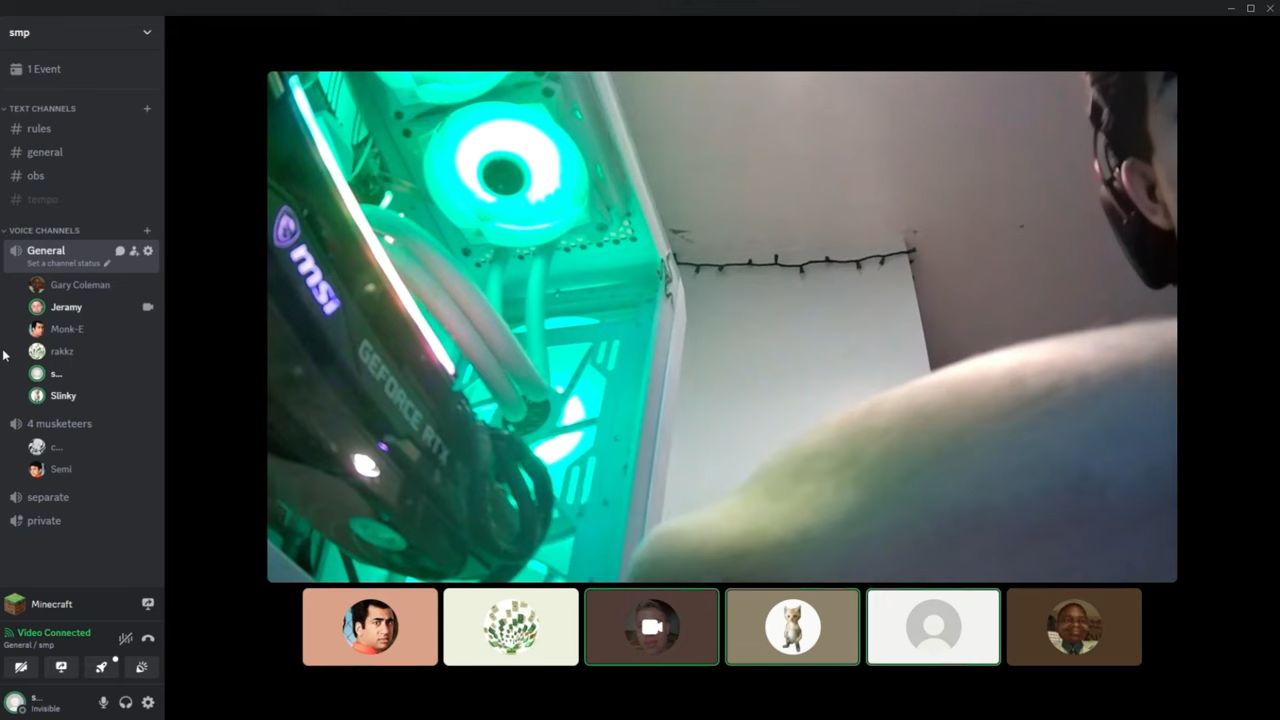 smp
1 Event
TEXT CHANNELS
# rules
# general
# obs
# tempo
VOICE CHANNELS
General
Set a channel status
Gary Coleman
Jeramy
Monk-E
rakkz
s...
Slinky
4 musketeers
c...
Semi
separate
private
Minecraft
Video Connected
General / smp
s...
Invisible
msi
GEFORCE RTX